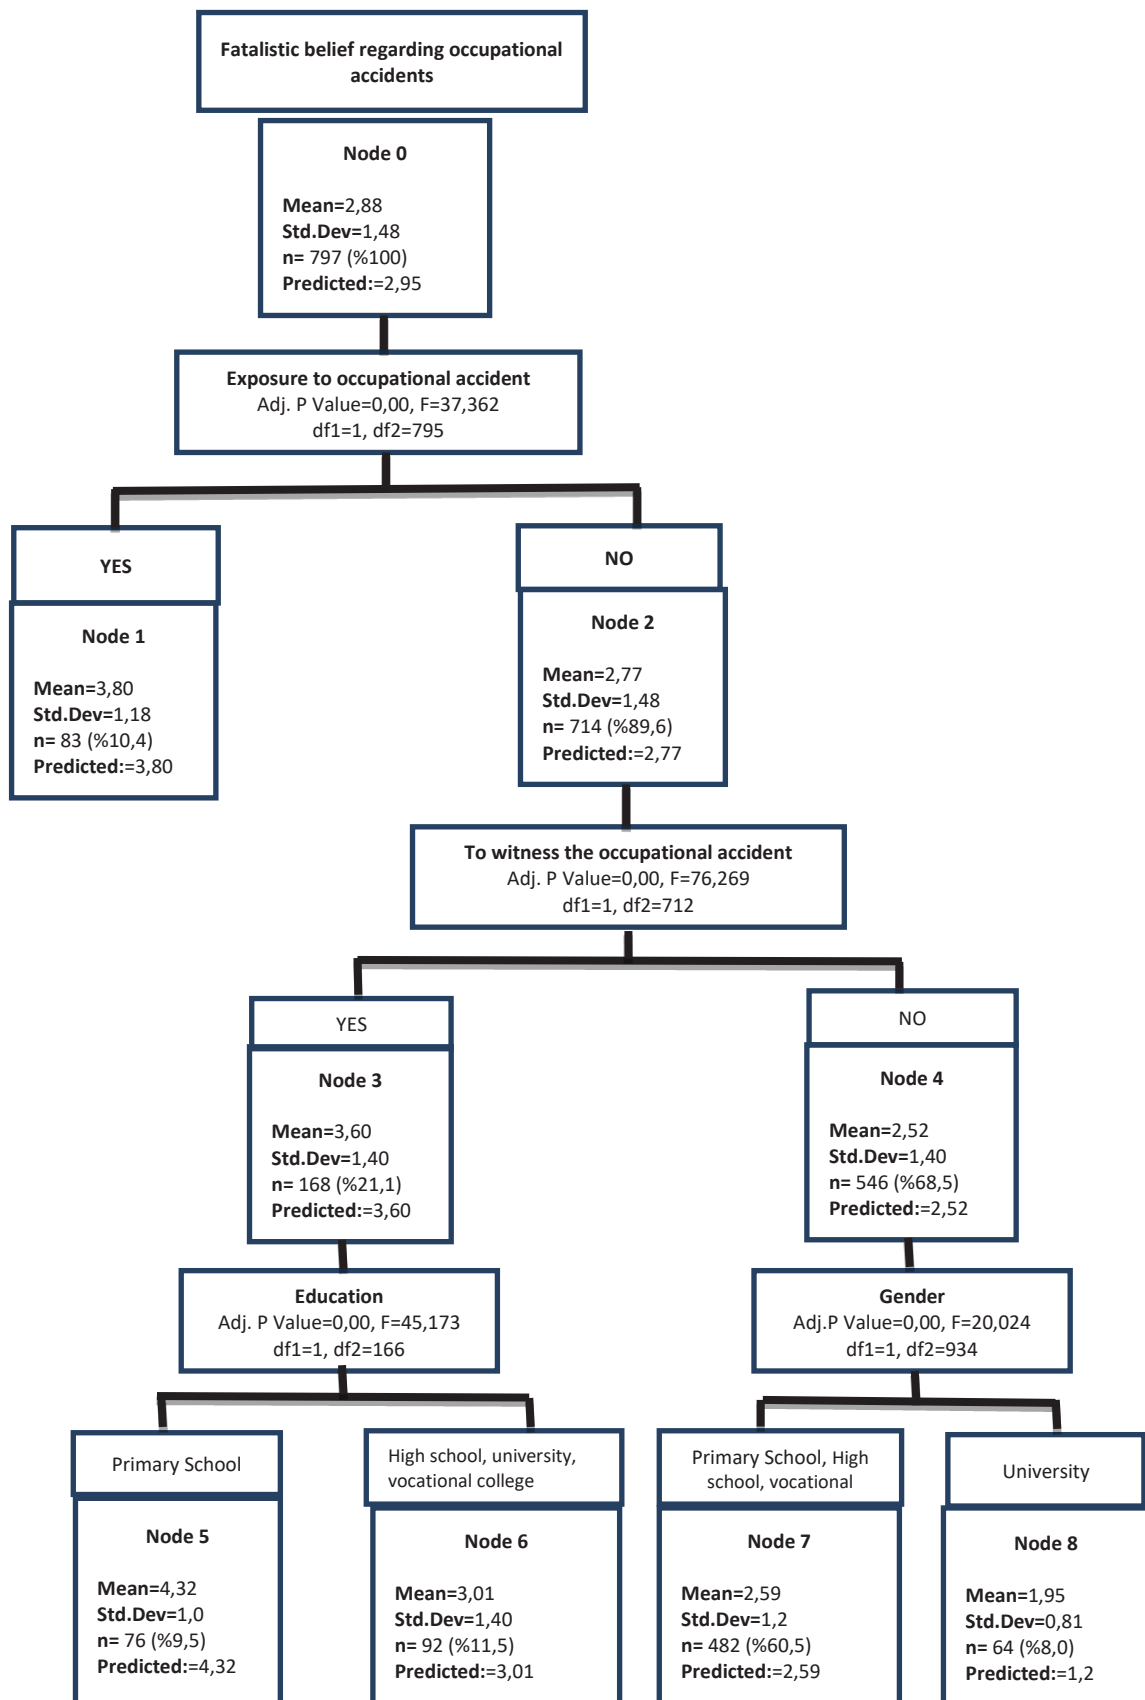 Fatalistic belief regarding occupational
accidents
Node 0
Mean=2,88
Std.Dev=1,48
n= 797 (%100)
Predicted:=2,95
Exposure to occupational accident
Adj. P Value=0,00, F=37,362
df1=1, df2=795
YES
Node 1
Mean=3,80
Std.Dev=1,18
n= 83 (%10,4)
Predicted:=3,80
NO
Node 2
Mean=2,77
Std.Dev=1,48
n= 714 (%89,6)
Predicted:=2,77
To witness the occupational accident
Adj. P Value=0,00, F=76,269
df1=1, df2=712
YES
Node 3
Mean=3,60
Std.Dev=1,40
n= 168 (%21,1)
Predicted:=3,60
NO
Node 4
Mean=2,52
Std.Dev=1,40
n= 546 (%68,5)
Predicted:=2,52
Education
Adj. P Value=0,00, F=45,173
df1=1, df2=166
Gender
Adj.P Value=0,00, F=20,024
df1=1, df2=934
Primary School
Node 5
Mean=4,32
Std.Dev=1,0
n= 76 (%9,5)
Predicted:=4,32
High school, university,
vocational college
Node 6
Mean=3,01
Std.Dev=1,40
n= 92 (%11,5)
Predicted:=3,01
Primary School, High
school, vocational
Node 7
Mean=2,59
Std.Dev=1,2
n= 482 (%60,5)
Predicted:=2,59
University
Node 8
Mean=1,95
Std.Dev=0,81
n= 64 (%8,0)
Predicted:=1,2